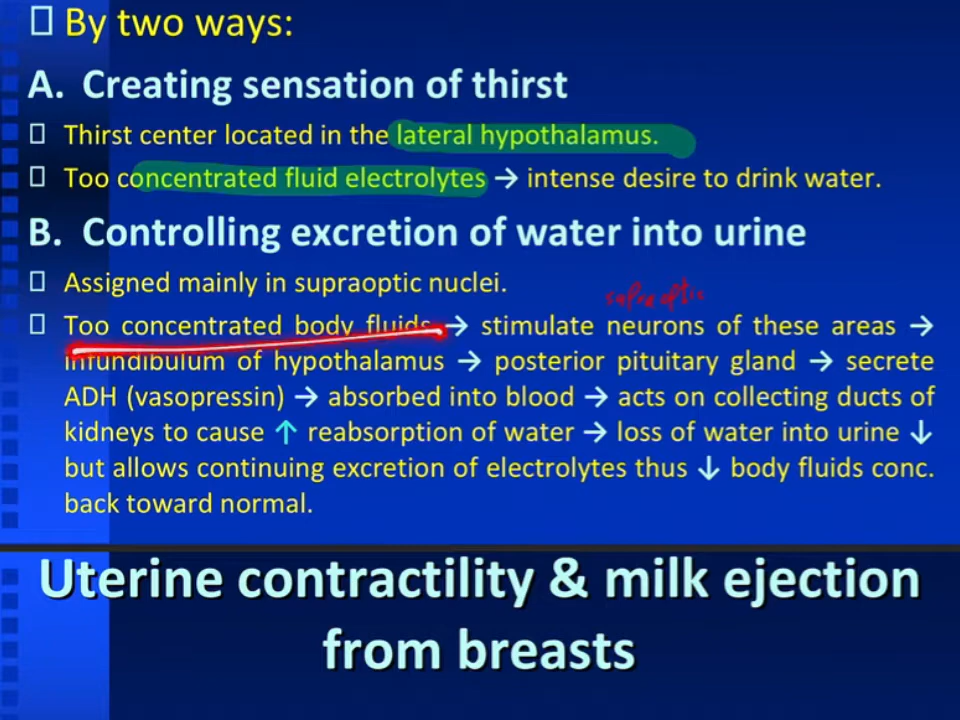 By two ways:
A. Creating sensation of thirst
Thirst center located in the lateral hypothalamus.
Too concentrated fluid electrolytes → intense desire to drink water.
B. Controlling excretion of water into urine
Assigned mainly in supraoptic nuclei.
supraoptic
Too concentrated body fluids → stimulate neurons of these areas →
infundibulum of hypothalamus → posterior pituitary gland → secrete
ADH (vasopressin) → absorbed into blood → acts on collecting ducts of
kidneys to cause ↑ reabsorption of water → loss of water into urine ↓
but allows continuing excretion of electrolytes thus ↓ body fluids conc.
back toward normal.
Uterine contractility & milk ejection
from breasts